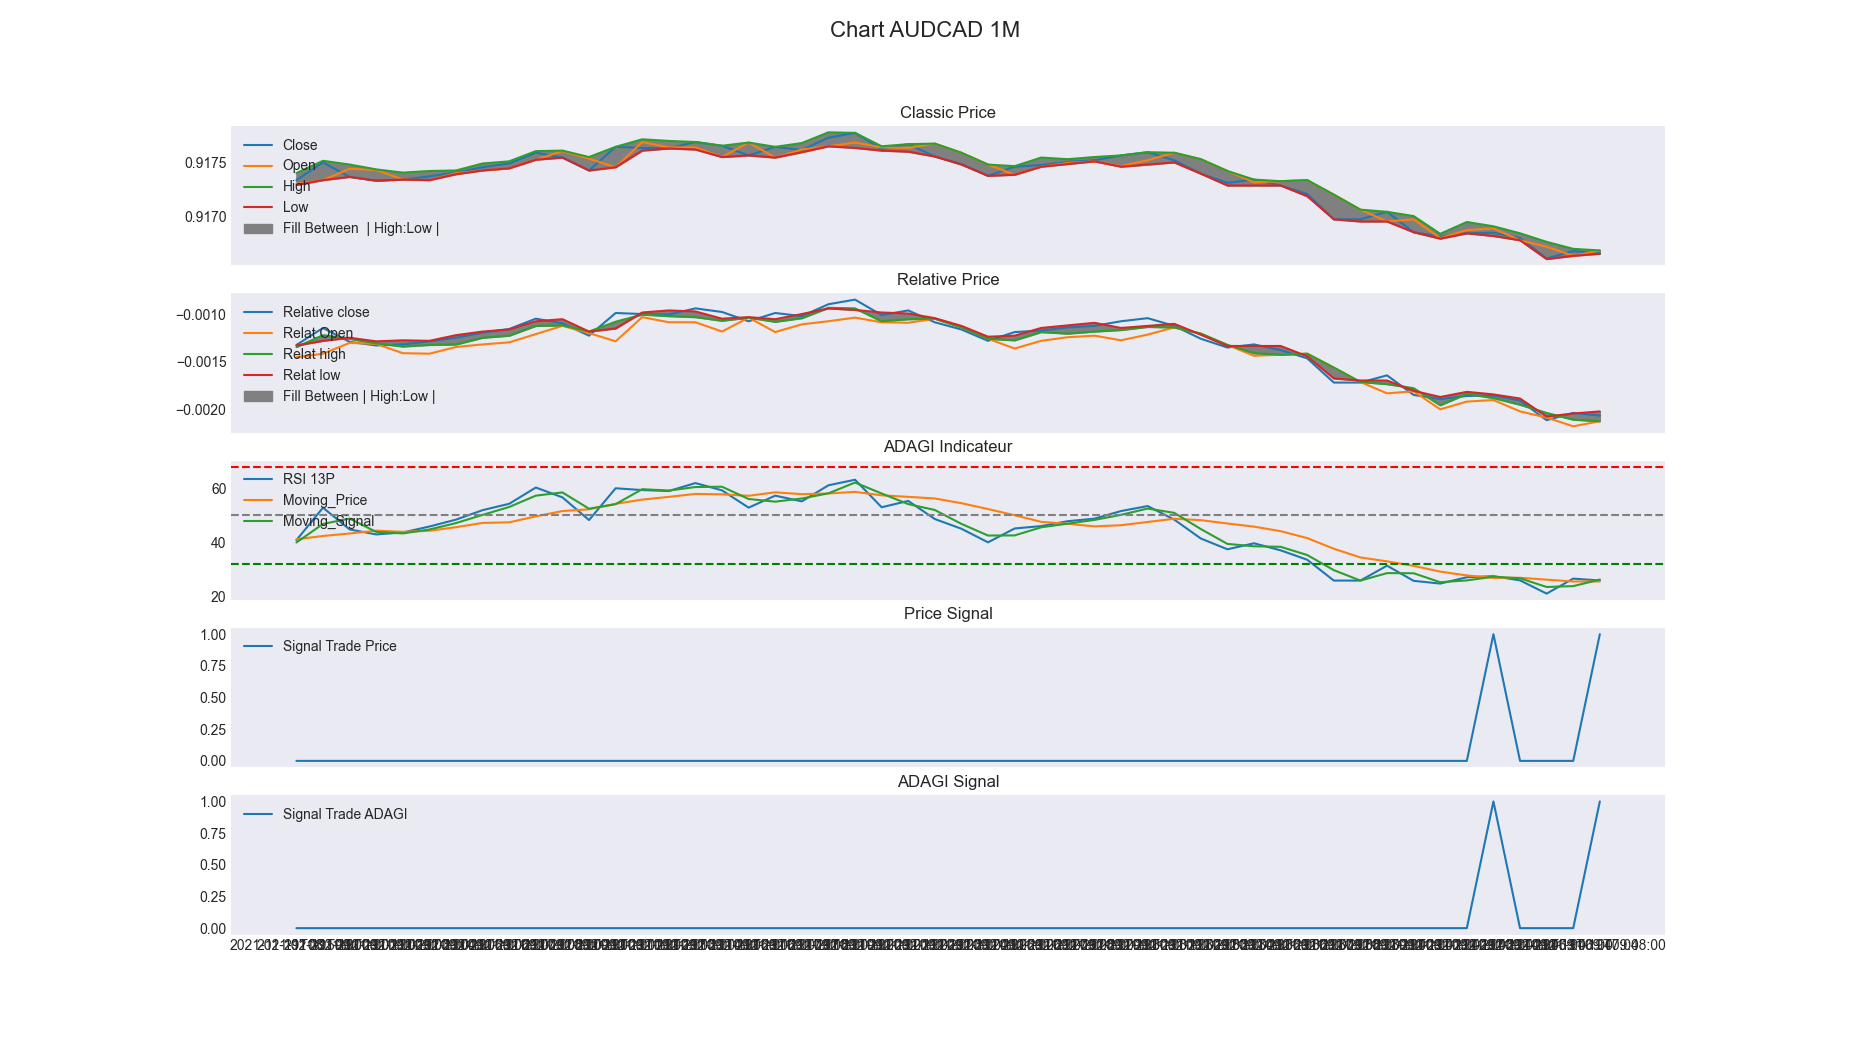 Chart AUDCAD 1M
Classic Price
Close
Open
High
Low
Fill Between | High:Low |
0.9175
0.9170
Relative Price
Relative close
Relat Open
Relat high
Relat low
Fill Between | High:Low |
−0.0010
−0.0015
−0.0020
ADAGI Indicateur
RSI 13P
Moving_Price
Moving_Signal
60
40
20
Price Signal
Signal Trade Price
1.00
0.75
0.50
0.25
0.00
ADAGI Signal
Signal Trade ADAGI
1.00
0.75
0.50
0.25
0.00